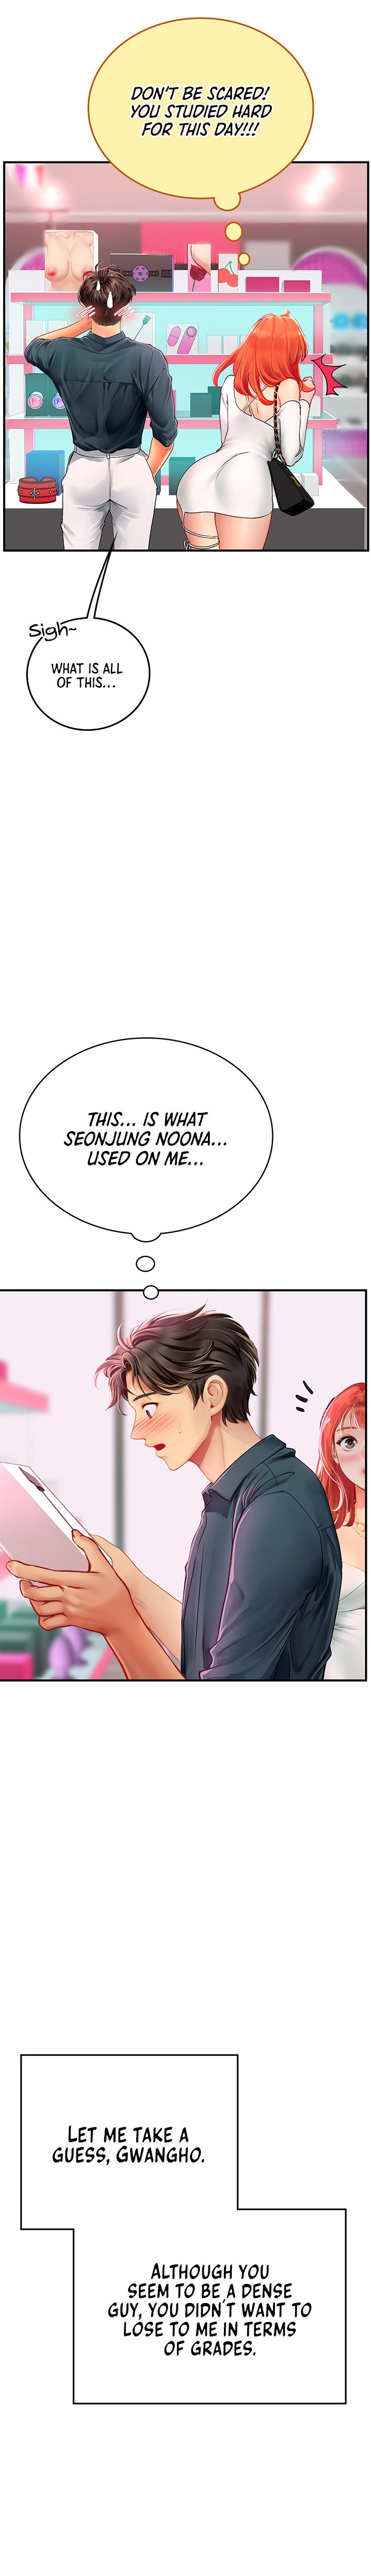 DON'T BE SCARED!
YOU STUDIED HARD
FOR THIS DAY!!!
Sigh~
WHAT IS ALL
OF THIS...
THIS... IS WHAT
SEONJUNG NOONA...
USED ON ME...
LET ME TAKE A
GUESS, GWANGHO.
ALTHOUGH YOU
SEEM TO BE A DENSE
GUY, YOU DIDN'T WANT TO
LOSE TO ME IN TERMS
OF GRADES.